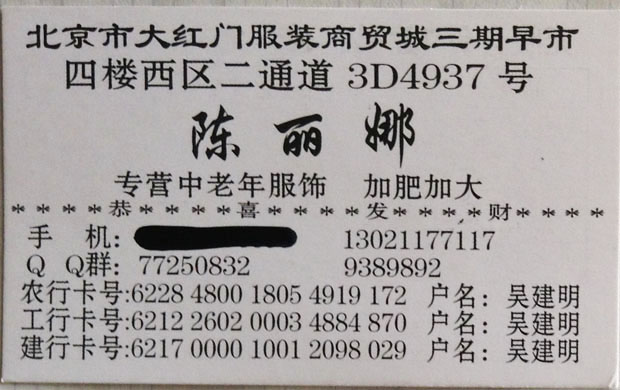 北京市大红门服装商贸城三期早市
四楼西区二通道 3D4937 号
陈丽娜
专营中老年服饰 加肥加大
****恭****喜****发****财****
手 机: 13021177117
Q Q群: 77250832 9389892
农行卡号:6228 4800 1805 4919 172 户名: 吴建明
工行卡号:6212 2602 0003 4884 870 户名: 吴建明
建行卡号:6217 0000 1001 2098 029 户名: 吴建明